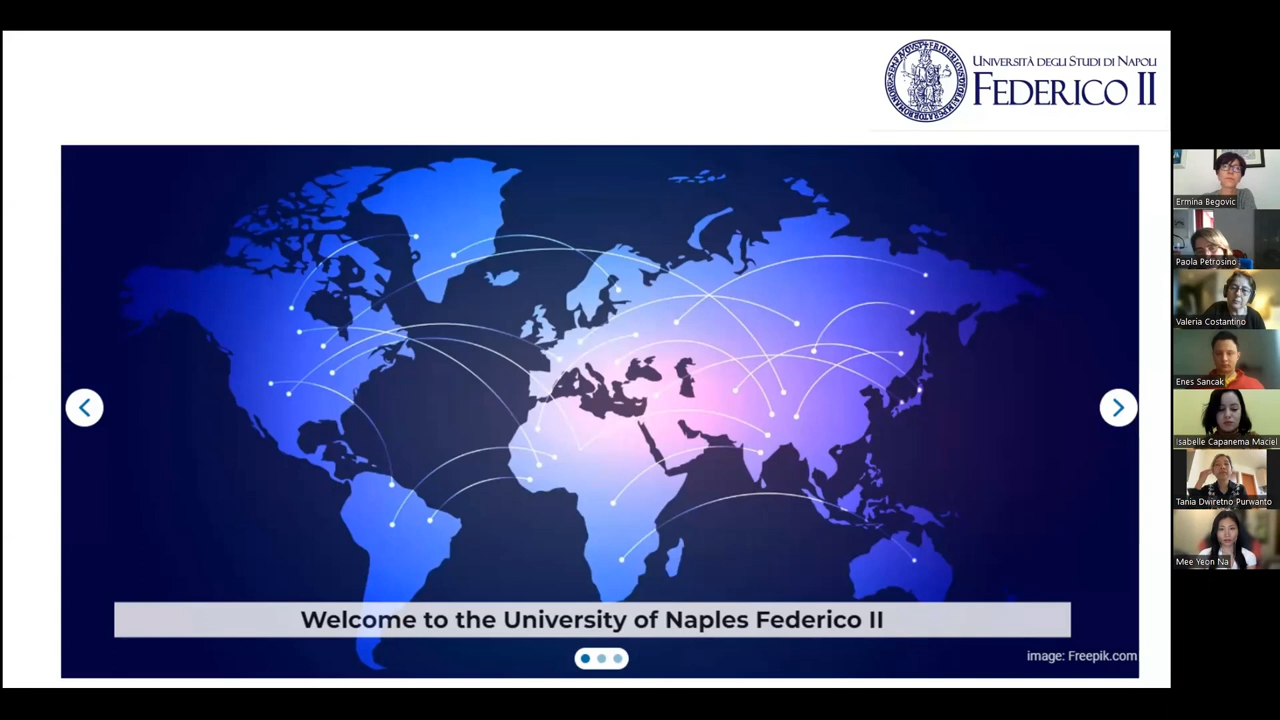 UNIVERSITÀ DEGLI STUDI DI NAPOLI
FEDERICO II
Welcome to the University of Naples Federico II
image: Freepik.com
Ermina Begovic
Paola Petrosino
Valeria Costantino
Enes Sancak
Isabelle Capanema Maciel
Tania Dwiretno Purwanto
Mee Yeon Na